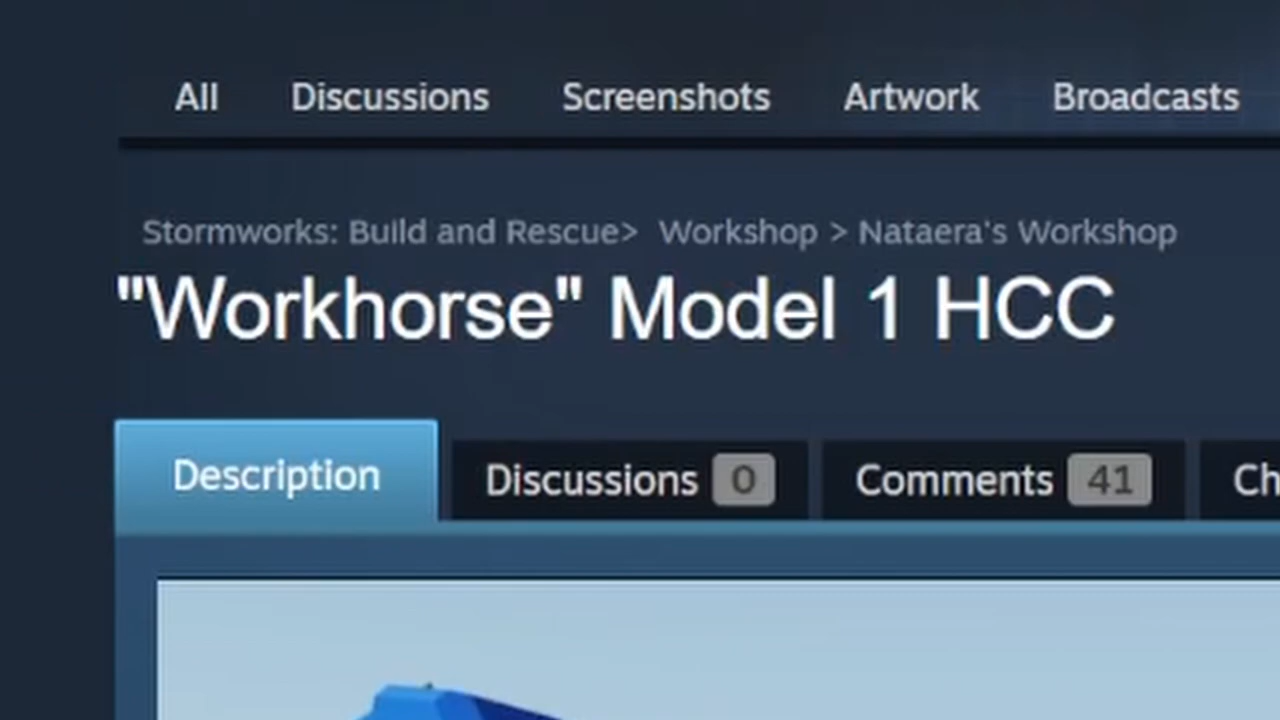 All Discussions Screenshots Artwork Broadcasts
Stormworks: Build and Rescue> Workshop > Nataera's Workshop
"Workhorse" Model 1 HCC
Description Discussions 0 Comments 41 Ch